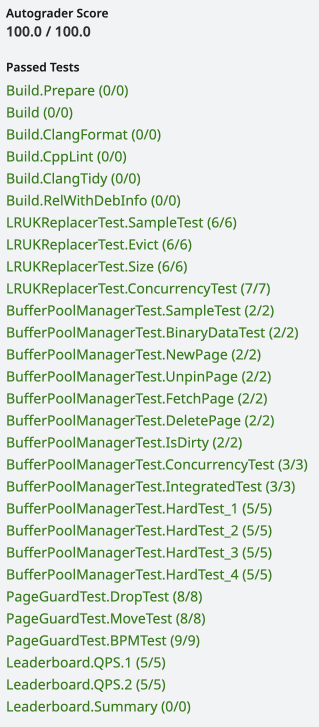 Autograder Score
100.0 / 100.0
Passed Tests
Build.Prepare (0/0)
Build (0/0)
Build.ClangFormat (0/0)
Build.CppLint (0/0)
Build.ClangTidy (0/0)
Build.RelWithDebInfo (0/0)
LRUKReplacerTest.SampleTest (6/6)
LRUKReplacerTest.Evict (6/6)
LRUKReplacerTest.Size (6/6)
LRUKReplacerTest.ConcurrencyTest (7/7)
BufferPoolManagerTest.SampleTest (2/2)
BufferPoolManagerTest.BinaryDataTest (2/2)
BufferPoolManagerTest.NewPage (2/2)
BufferPoolManagerTest.UnpinPage (2/2)
BufferPoolManagerTest.FetchPage (2/2)
BufferPoolManagerTest.DeletePage (2/2)
BufferPoolManagerTest.IsDirty (2/2)
BufferPoolManagerTest.ConcurrencyTest (3/3)
BufferPoolManagerTest.IntegratedTest (3/3)
BufferPoolManagerTest.HardTest_1 (5/5)
BufferPoolManagerTest.HardTest_2 (5/5)
BufferPoolManagerTest.HardTest_3 (5/5)
BufferPoolManagerTest.HardTest_4 (5/5)
PageGuardTest.DropTest (8/8)
PageGuardTest.MoveTest (8/8)
PageGuardTest.BPMTest (9/9)
Leaderboard.QPS.1 (5/5)
Leaderboard.QPS.2 (5/5)
Leaderboard.Summary (0/0)